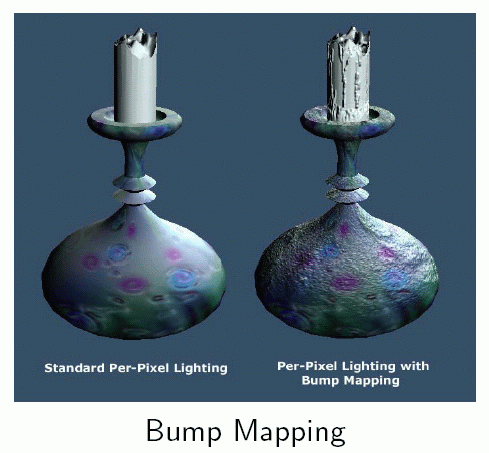 Standard Per-Pixel Lighting
Per-Pixel Lighting with
Bump Mapping
Bump Mapping